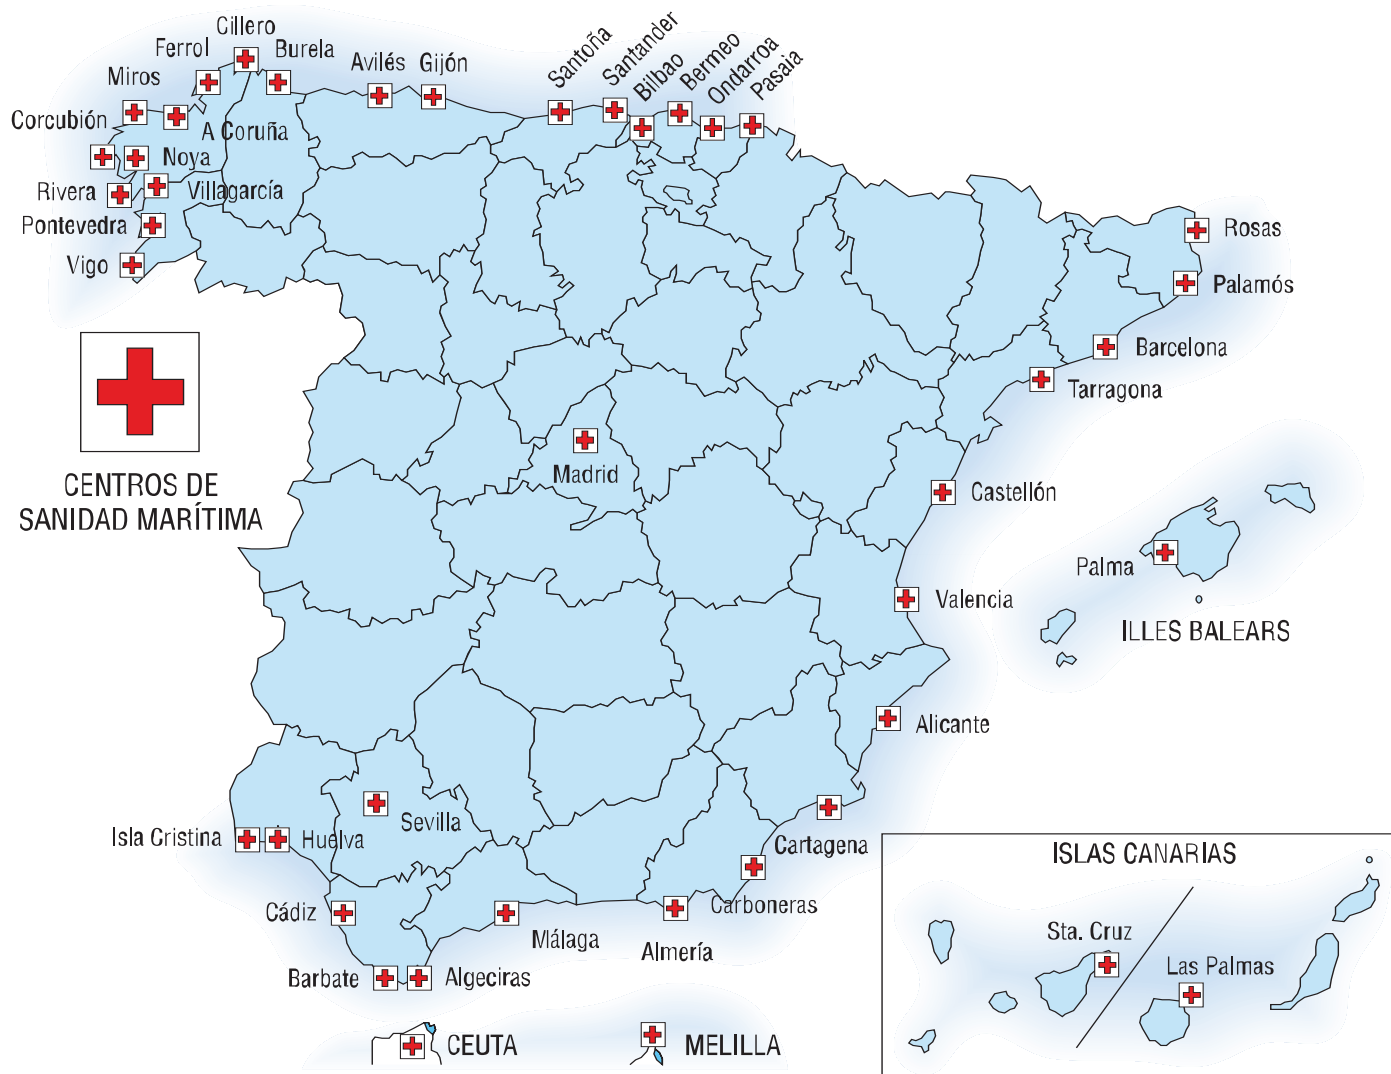 Cillero
Ferrol
Burela
Avilés
Gijón
Santoña
Santander
Bilbao
Bermeo
Ondarroa
Pasaia
Miros
Corcubión
A Coruña
Noya
Rivera
Villagarcía
Pontevedra
Vigo
Rosas
Palamós
Barcelona
Tarragona
CENTROS DE
SANIDAD MARÍTIMA
Madrid
Castellón
Palma
Valencia
ILLES BALEARS
Alicante
Isla Cristina
Huelva
Sevilla
Cartagena
Cádiz
Málaga
Almería
Carboneras
Barbate
Algeciras
CEUTA
MELILLA
ISLAS CANARIAS
Sta. Cruz
Las Palmas